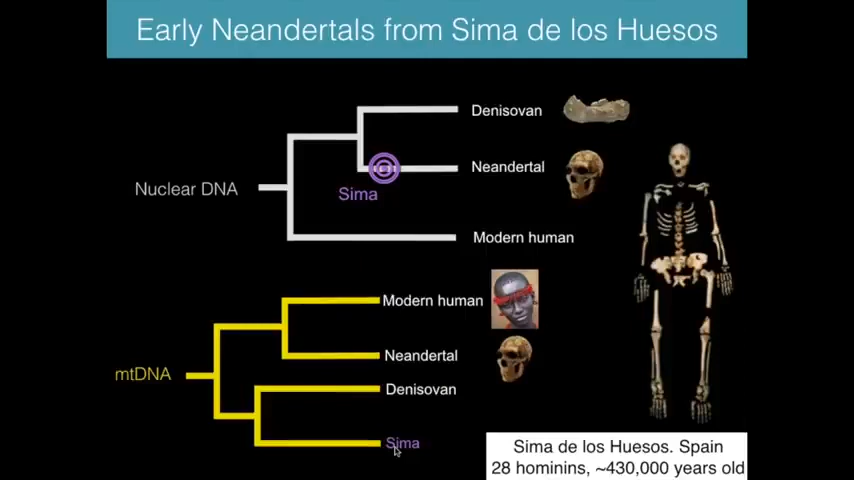 Early Neandertals from Sima de los Huesos
Denisovan
Neandertal
Nuclear DNA
Sima
Modern human
Modern human
Neandertal
mtDNA
Denisovan
Sima
Sima de los Huesos. Spain
28 hominins, ~430,000 years old